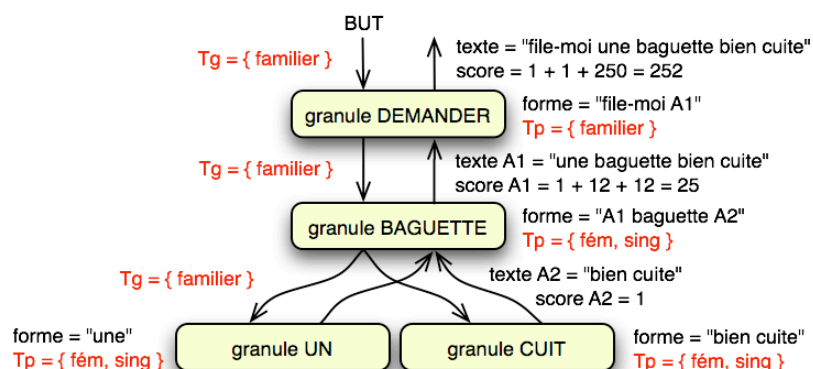 BUT
Tg = { familier }
texte = "file-moi une baguette bien cuite"
score = 1 + 1 + 250 = 252
granule DEMANDER
forme = "file-moi A1"
Tp = { familier }
Tg = { familier }
texte A1 = "une baguette bien cuite"
score A1 = 1 + 12 + 12 = 25
granule BAGUETTE
forme = "A1 baguette A2"
Tp = { fém, sing }
Tg = { familier }
texte A2 = "bien cuite"
score A2 = 1
forme = "une"
Tp = { fém, sing }
granule UN
granule CUIT
forme = "bien cuite"
Tp = { fém, sing }